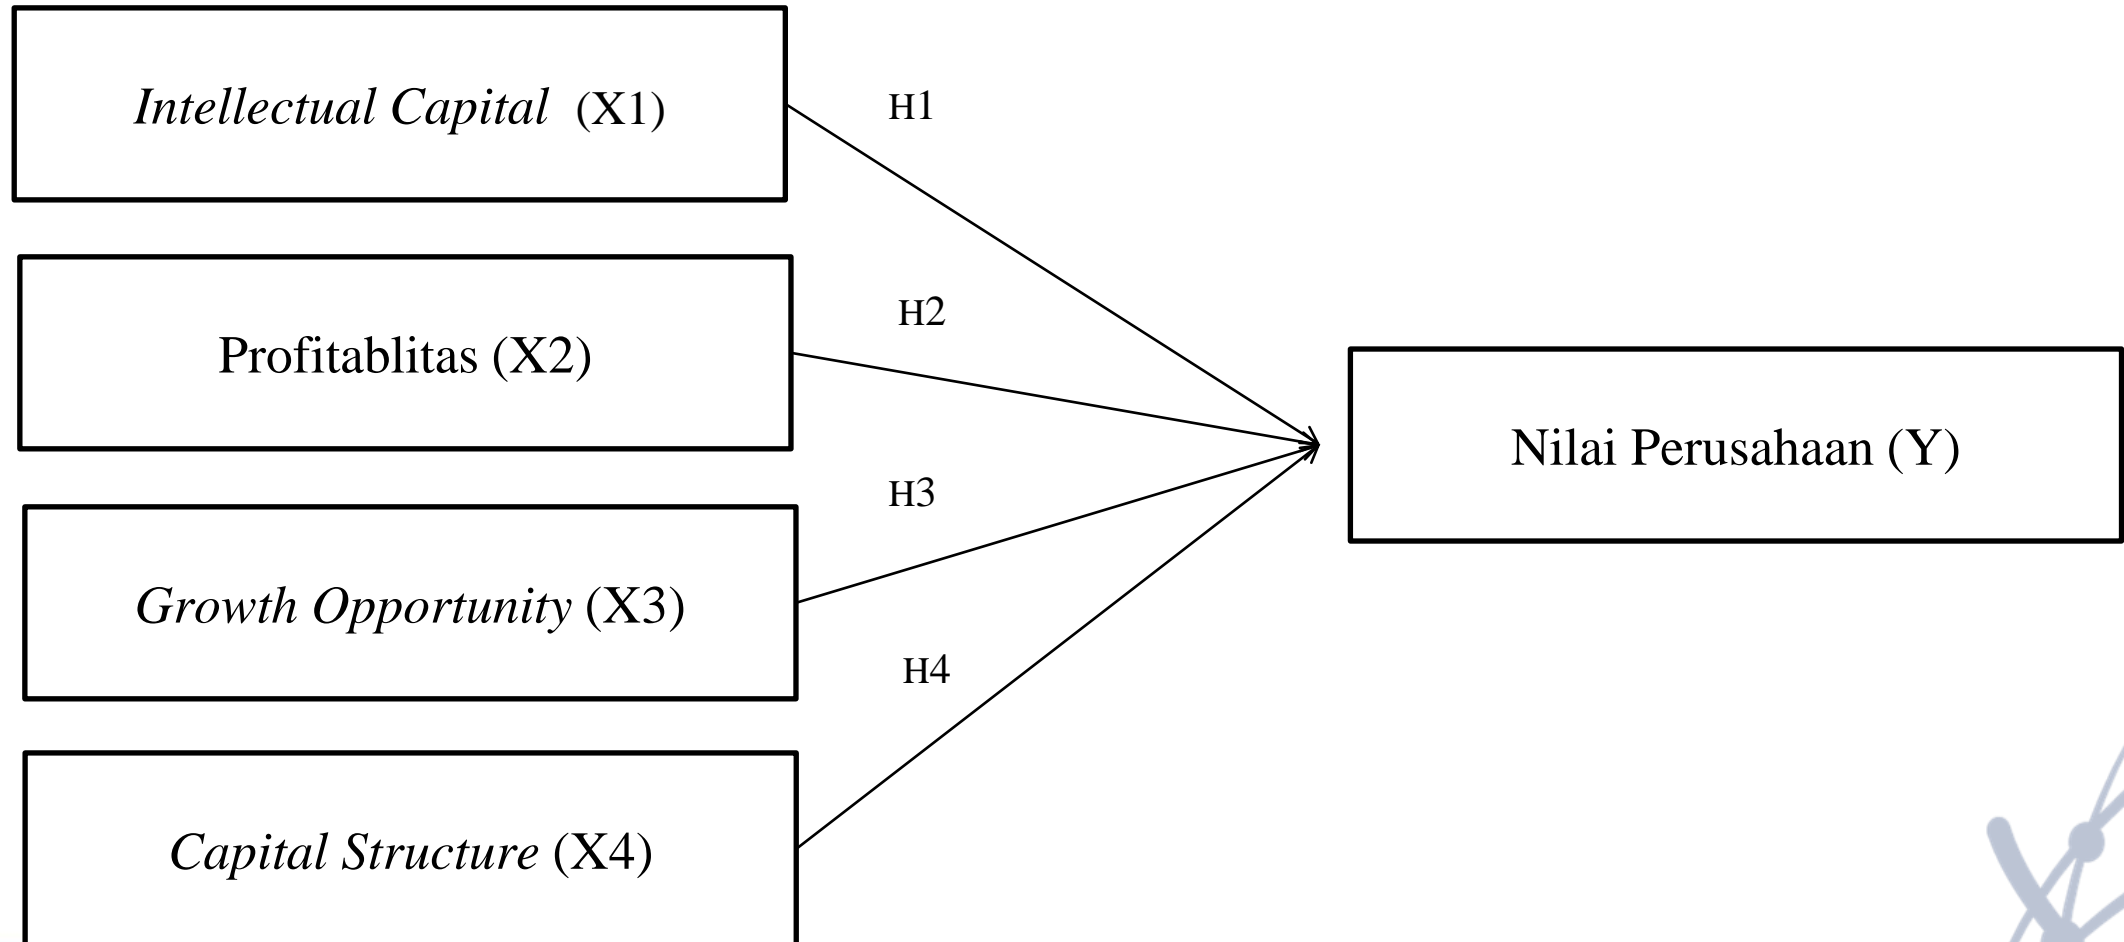 Intellectual Capital (X1)
H1
H2
Profitablitas (X2)
Nilai Perusahaan (Y)
H3
Growth Opportunity (X3)
H4
Capital Structure (X4)